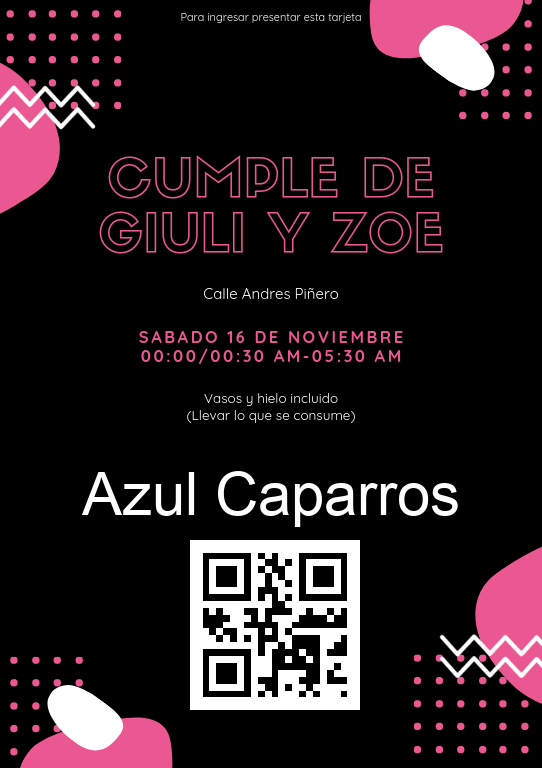 Para ingresar presentar esta tarjeta
CUMPLE DE
GIULI Y ZOE
Calle Andres Piñero
SABADO 16 DE NOVIEMBRE
00:00/00:30 AM-05:30 AM
Vasos y hielo incluido
(Llevar lo que se consume)
Azul Caparros